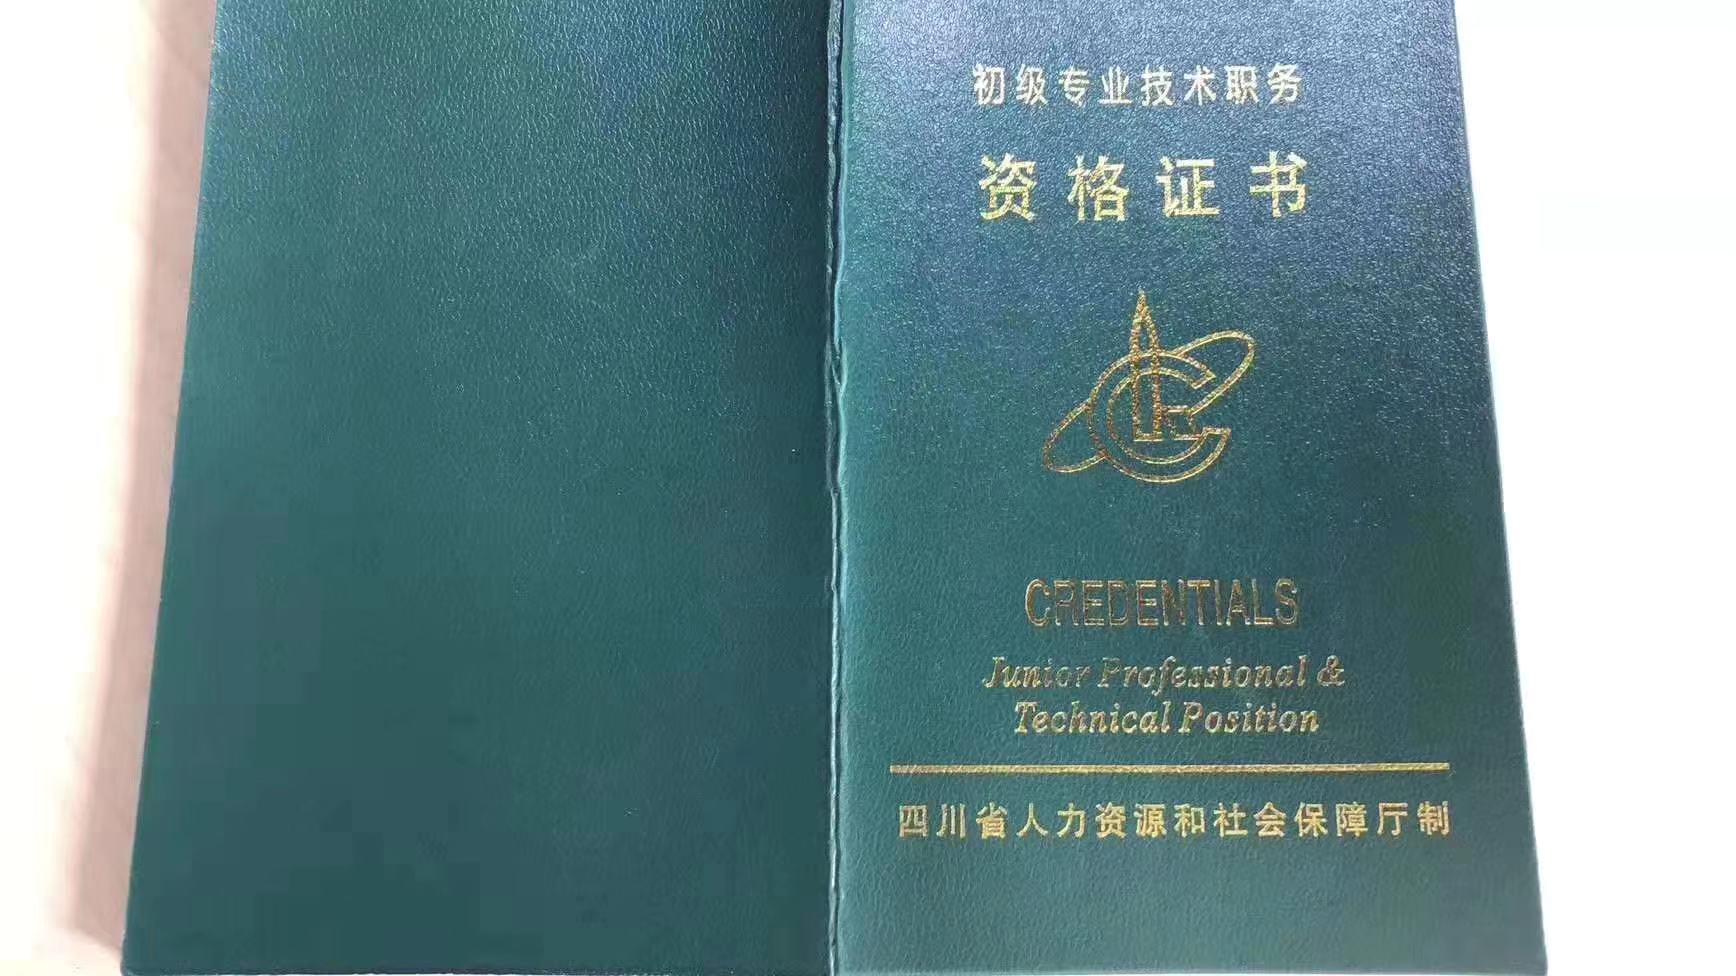 初级专业技术职务
资格证书
CREDENTIALS
Junior Professional &
Technical Position
四川省人力资源和社会保障厅制